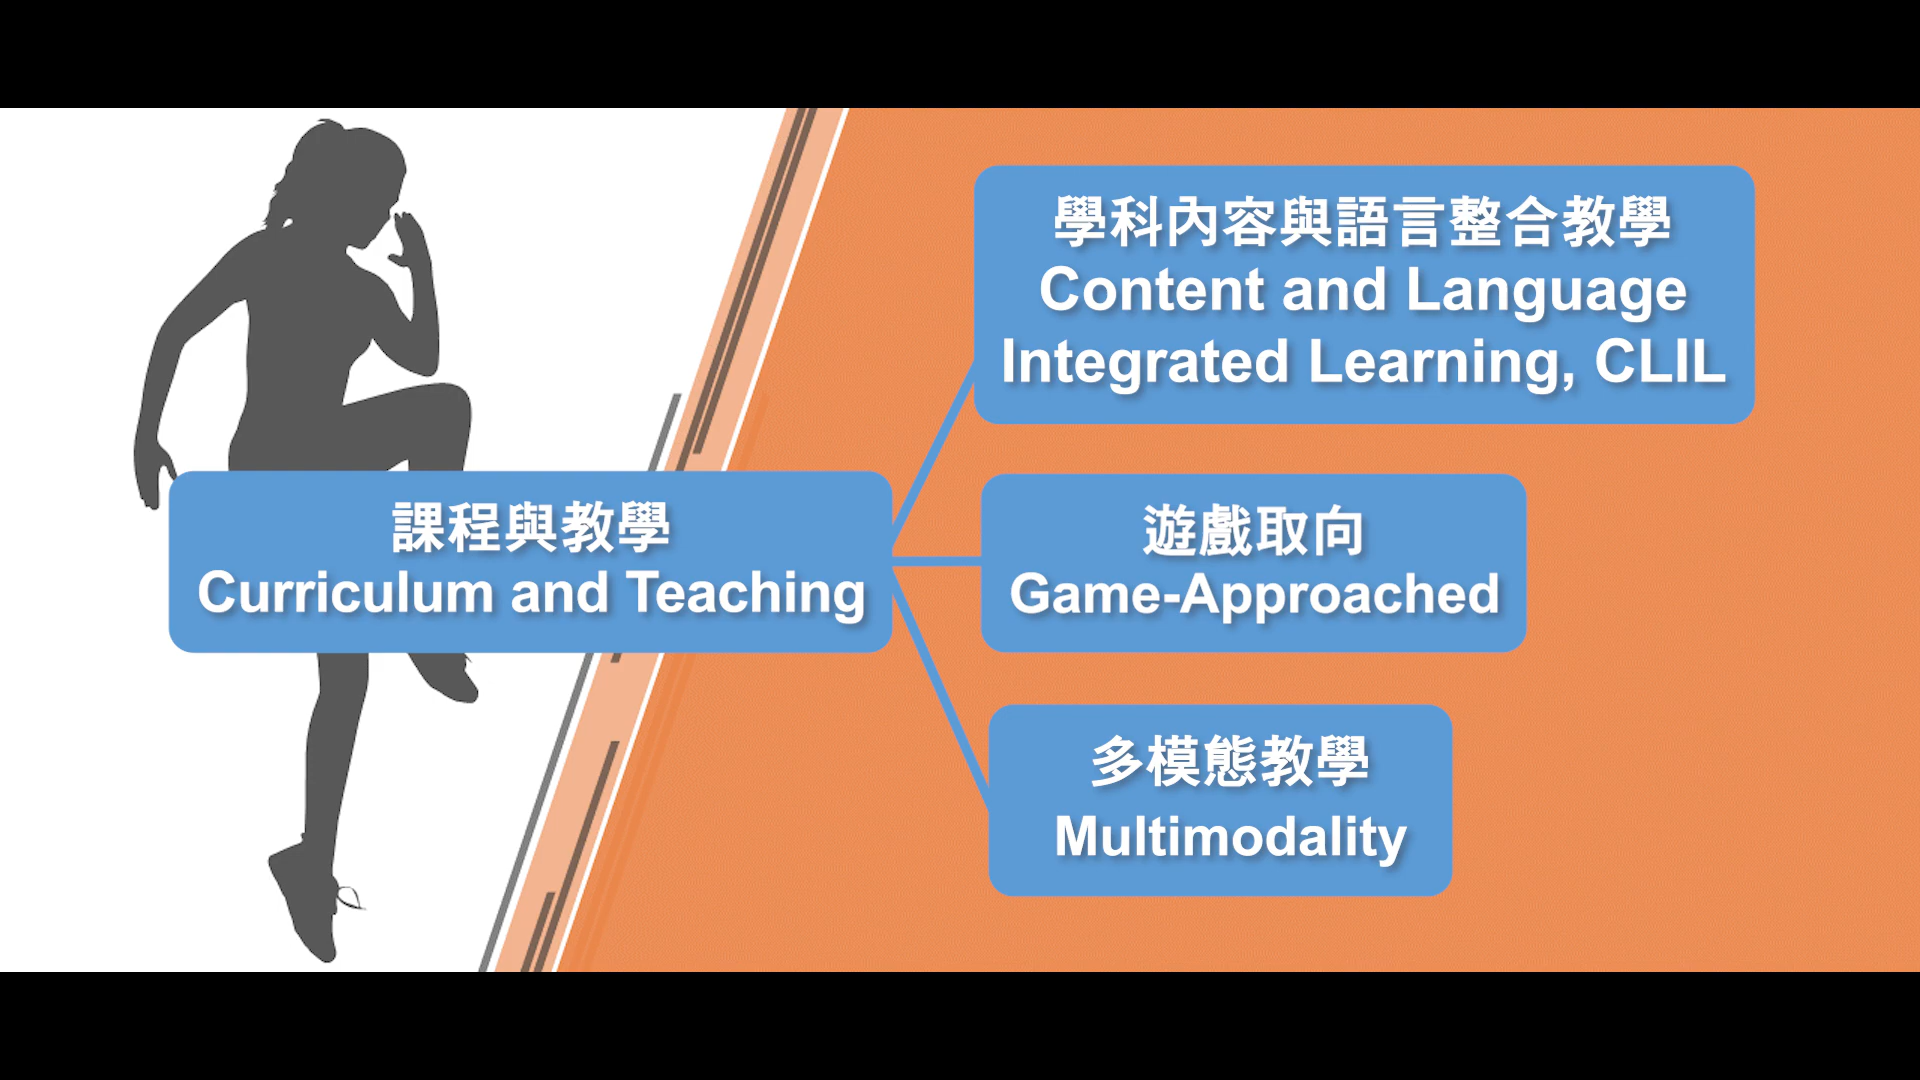 課程與教學
Curriculum and Teaching
學科內容與語言整合教學
Content and Language
Integrated Learning, CLIL
遊戲取向
Game-Approached
多模態教學
Multimodality